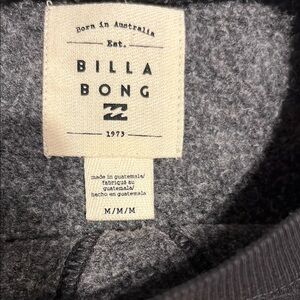 Born in Australia
Est.
BILLA
BONG
1973
made in guatemala/
fabriqué au
guatemala/
hecho en guatemala
M/M/M